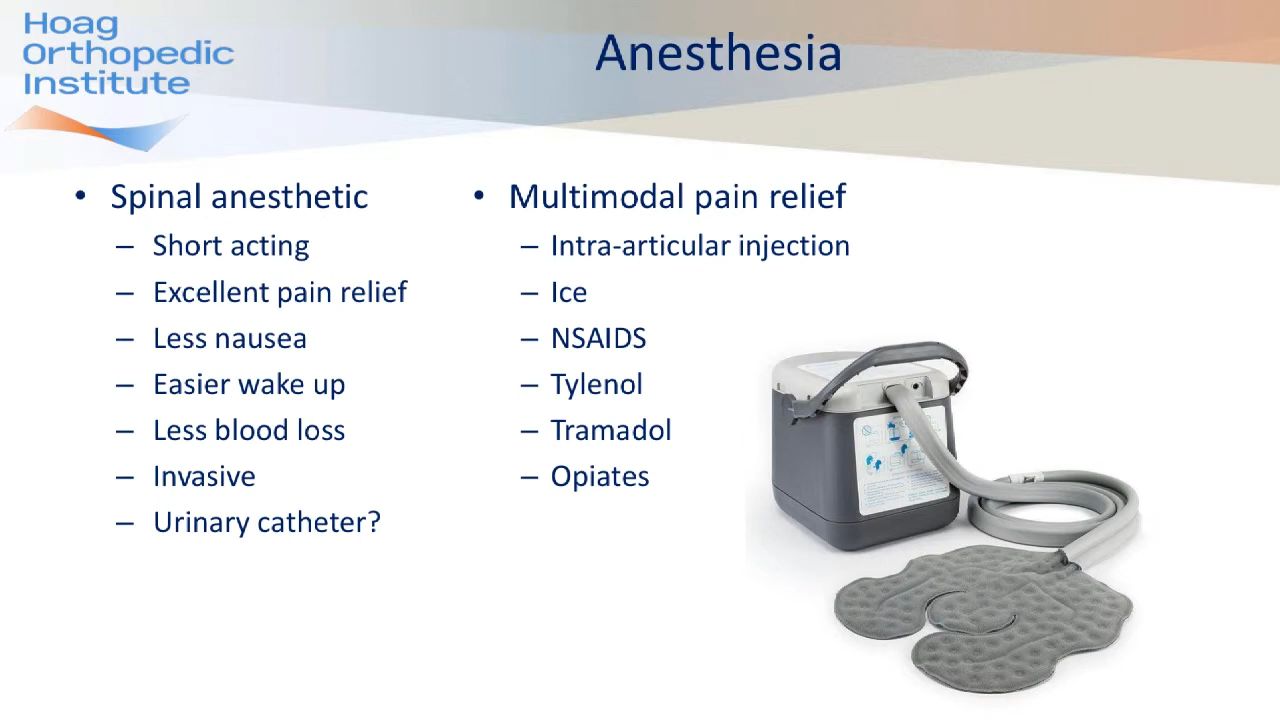 Hoag
Orthopedic
Institute
Anesthesia
• Spinal anesthetic
– Short acting
– Excellent pain relief
– Less nausea
– Easier wake up
– Less blood loss
– Invasive
– Urinary catheter?
• Multimodal pain relief
– Intra-articular injection
– Ice
– NSAIDS
– Tylenol
– Tramadol
– Opiates